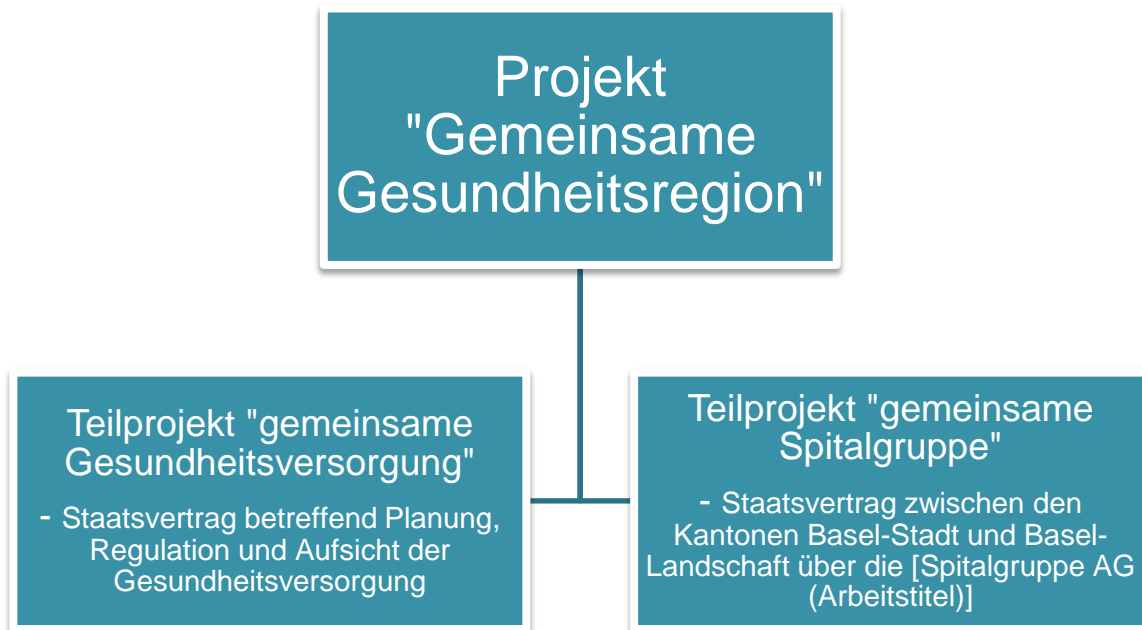 Projekt
"Gemeinsame
Gesundheitsregion"
Teilprojekt "gemeinsame
Gesundheitsversorgung"
- Staatsvertrag betreffend Planung,
Regulation und Aufsicht der
Gesundheitsversorgung
Teilprojekt "gemeinsame
Spitalgruppe"
- Staatsvertrag zwischen den
Kantonen Basel-Stadt und Basel-
Landschaft über die [Spitalgruppe AG
(Arbeitstitel)]